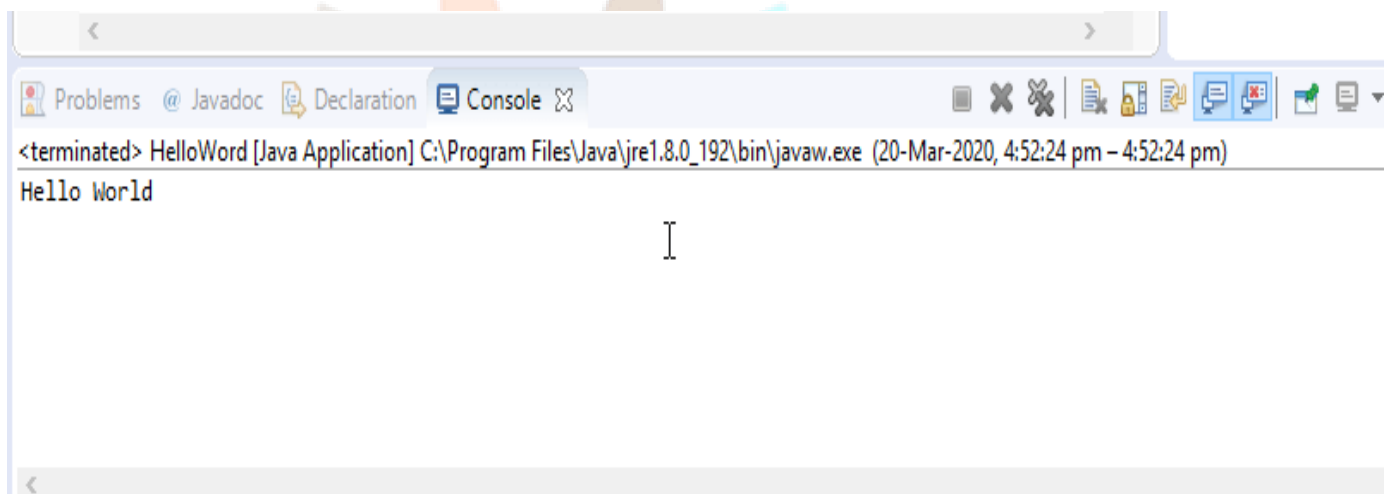 Problems @ Javadoc Declaration Console
<terminated> HelloWord [Java Application] C:\Program Files\Java\jre1.8.0_192\bin\javaw.exe (20-Mar-2020, 4:52:24 pm – 4:52:24 pm)
Hello World